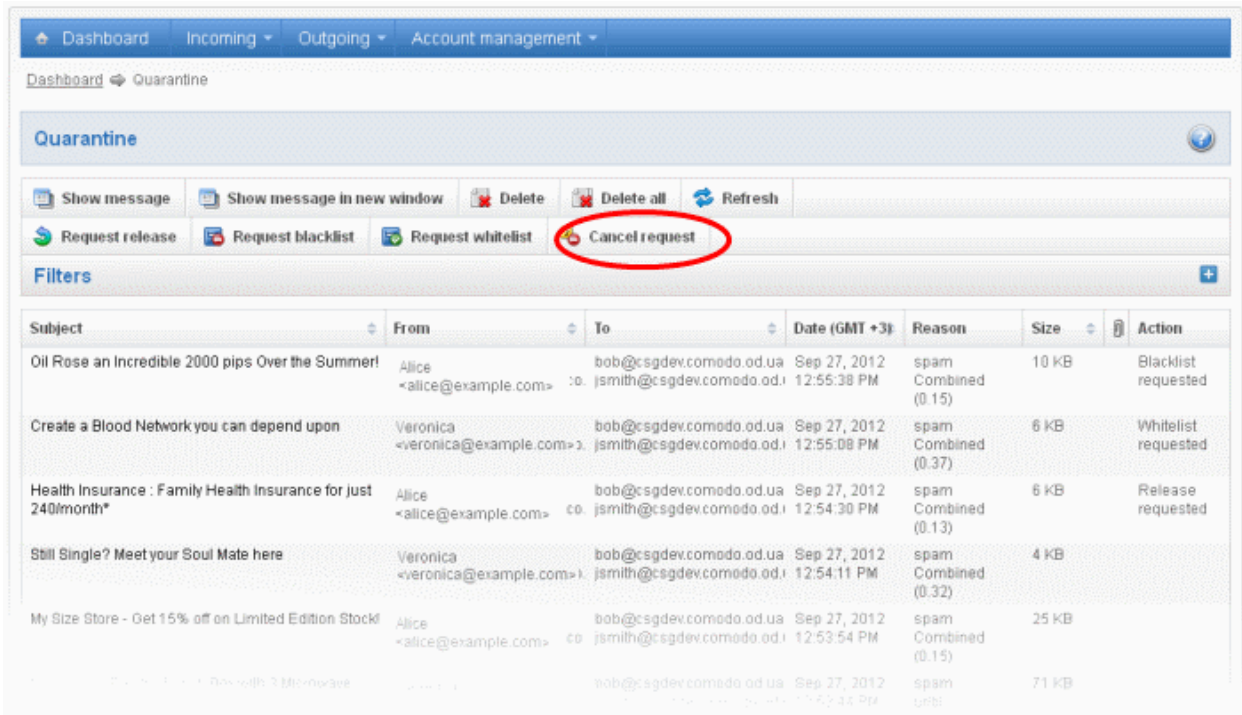 Dashboard Incoming Outgoing Account management
Dashboard Quarantine
Quarantine
Show message Show message in new window Delete Delete all Refresh
Request release Request blacklist Request whitelist Cancel request
Filters
Subject From To Date (GMT +3) Reason Size Action
Oil Rose an Incredible 2000 pips Over the Summer! Alice bob@csgdev.comodo.od.ua Sep 27, 2012 spam 10 KB Blacklist
<alice@example.com> jsmith@csgdev.comodo.od. 12:55:38 PM Combined requested
(0.15)
Create a Blood Network you can depend upon Veronica bob@csgdev.comodo.od.ua Sep 27, 2012 spam 6 KB Whitelist
<veronica@example.com> jsmith@csgdev.comodo.od. 12:55:08 PM Combined requested
(0.37)
Health Insurance : Family Health Insurance for just Alice bob@csgdev.comodo.od.ua Sep 27, 2012 spam 6 KB Release
240/month* <alice@example.com> co. jsmith@csgdev.comodo.od. 12:54:30 PM Combined requested
(0.13)
Still Single? Meet your Soul Mate here Veronica bob@csgdev.comodo.od.ua Sep 27, 2012 spam 4 KB
<veronica@example.com> jsmith@csgdev.comodo.od. 12:54:11 PM Combined
(0.32)
My Size Store - Get 15% off on Limited Edition Stock! Alice bob@csgdev.comodo.od.ua Sep 27, 2012 spam 25 KB
<alice@example.com> co jsmith@csgdev.comodo.od. 12:53:54 PM Combined
(0.15)
bob@csgdev.comodo.od.ua Sep 27, 2012 spam 71 KB